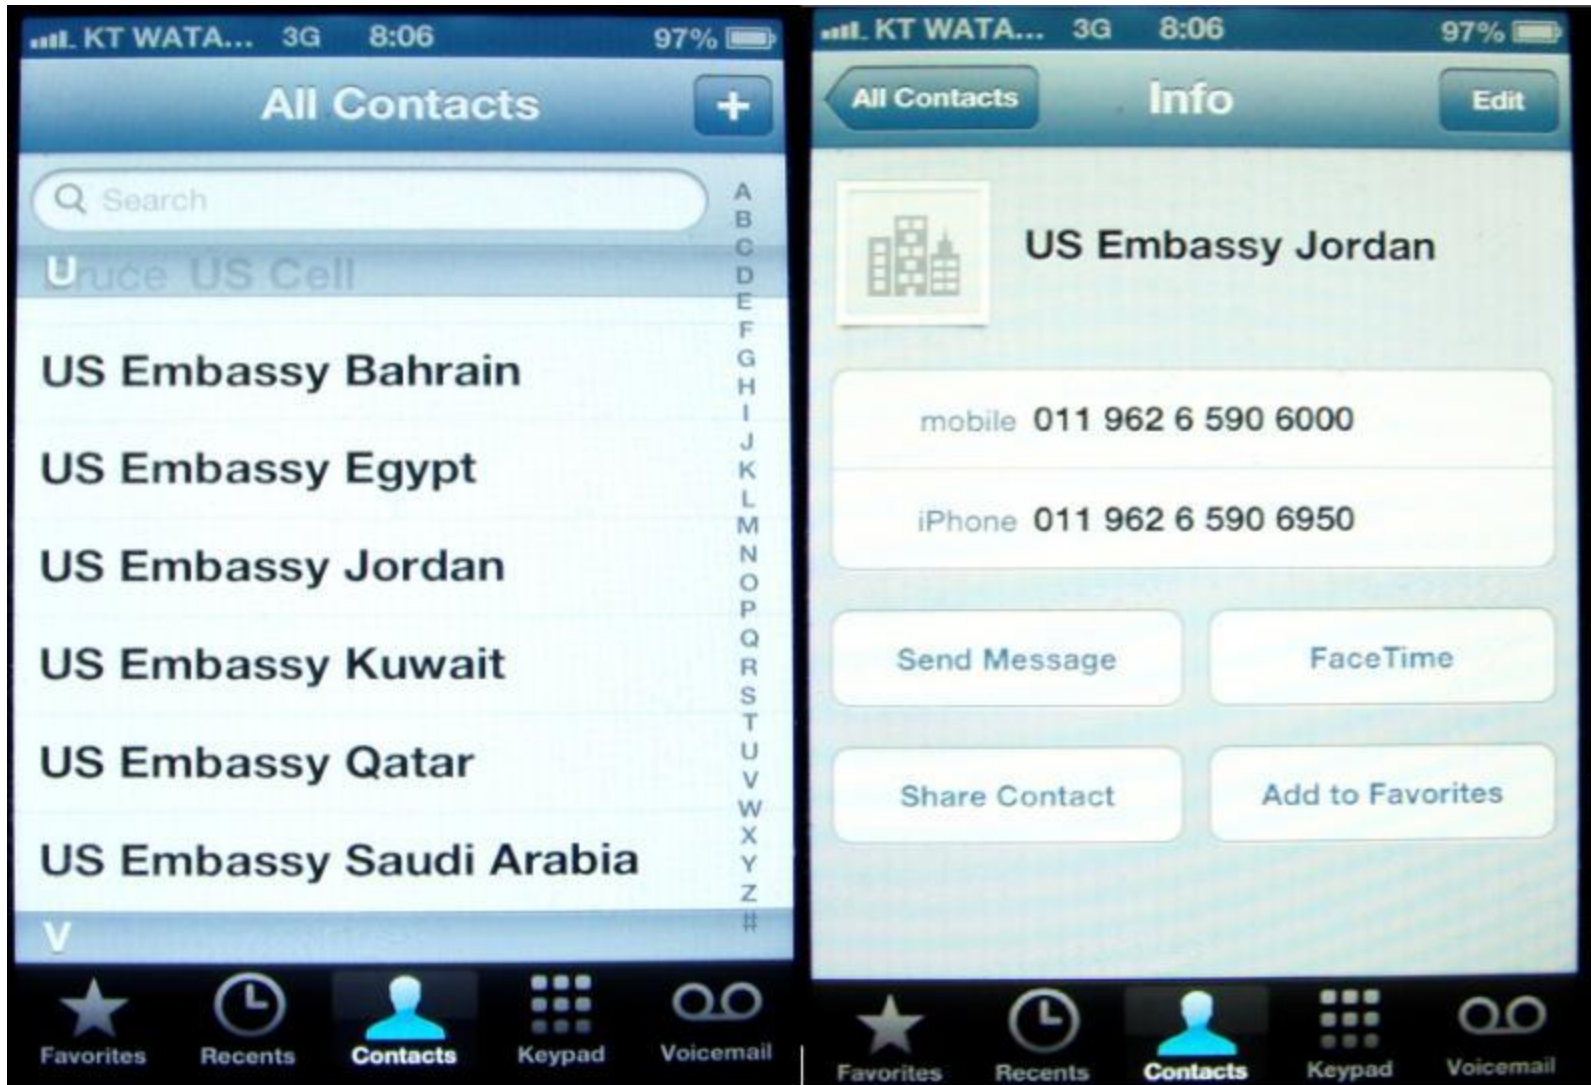 KT WATA... 3G 8:06 97%
All Contacts +
Search
U
ruce US Cell
US Embassy Bahrain
US Embassy Egypt
US Embassy Jordan
US Embassy Kuwait
US Embassy Qatar
US Embassy Saudi Arabia
V
A
B
C
D
E
F
G
H
I
J
K
L
M
N
O
P
Q
R
S
T
U
V
W
X
Y
Z
#
Favorites Recents Contacts Keypad Voicemail
KT WATA... 3G 8:06 97%
All Contacts Info Edit
US Embassy Jordan
mobile 011 962 6 590 6000
iPhone 011 962 6 590 6950
Send Message FaceTime
Share Contact Add to Favorites
Favorites Recents Contacts Keypad Voicemail